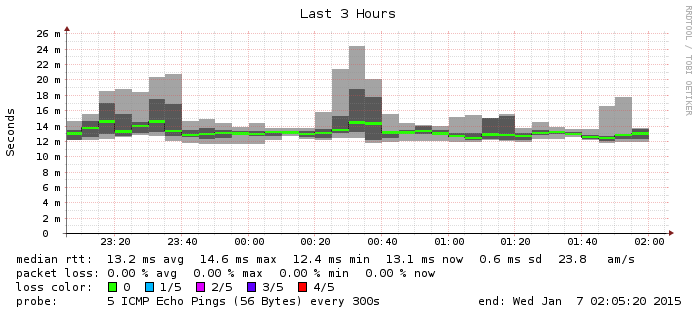 Last 3 Hours
RRDTOOL / TOBI OETIKER
Seconds
26 m
24 m
22 m
20 m
18 m
16 m
14 m
12 m
10 m
8 m
6 m
4 m
2 m
0
23:20 23:40 00:00 00:20 00:40 01:00 01:20 01:40 02:00
median rtt: 13.2 ms avg 14.6 ms max 12.4 ms min 13.1 ms now 0.6 ms sd 23.8 am/s
packet loss: 0.00 % avg 0.00 % max 0.00 % min 0.00 % now
loss color: 0 1/5 2/5 3/5 4/5
probe: 5 ICMP Echo Pings (56 Bytes) every 300s end: Wed Jan 7 02:05:20 2015